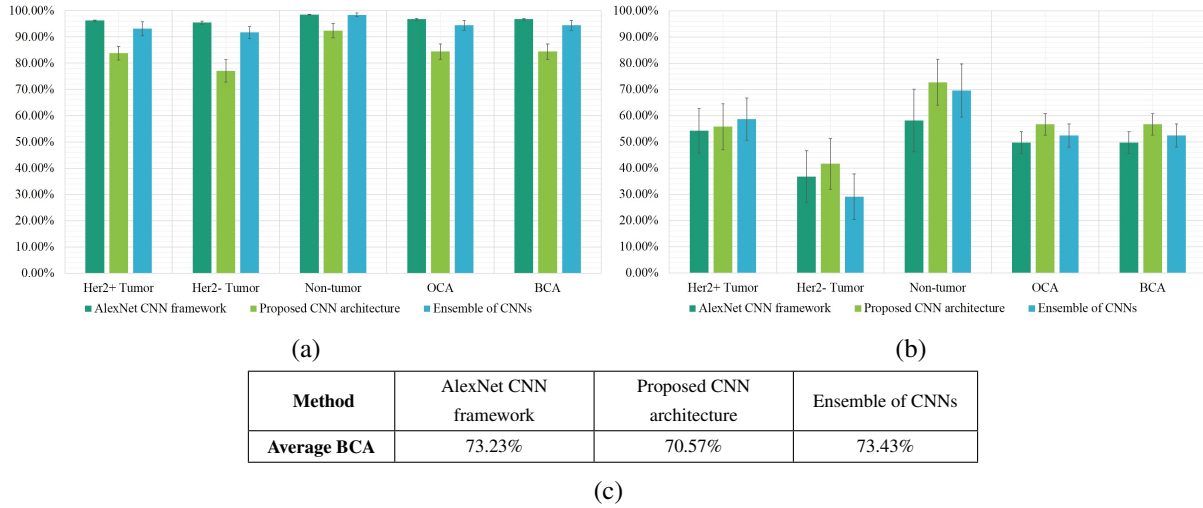 100.00%
90.00%
80.00%
70.00%
60.00%
50.00%
40.00%
30.00%
20.00%
10.00%
0.00%
Her2+ Tumor Her2- Tumor Non-tumor OCA BCA
AlexNet CNN framework Proposed CNN architecture Ensemble of CNNs
(a)
100.00%
90.00%
80.00%
70.00%
60.00%
50.00%
40.00%
30.00%
20.00%
10.00%
0.00%
Her2+ Tumor Her2- Tumor Non-tumor OCA BCA
AlexNet CNN framework Proposed CNN architecture Ensemble of CNNs
(b)
Method AlexNet CNN framework Proposed CNN architecture Ensemble of CNNs
Average BCA 73.23% 70.57% 73.43%
(c)